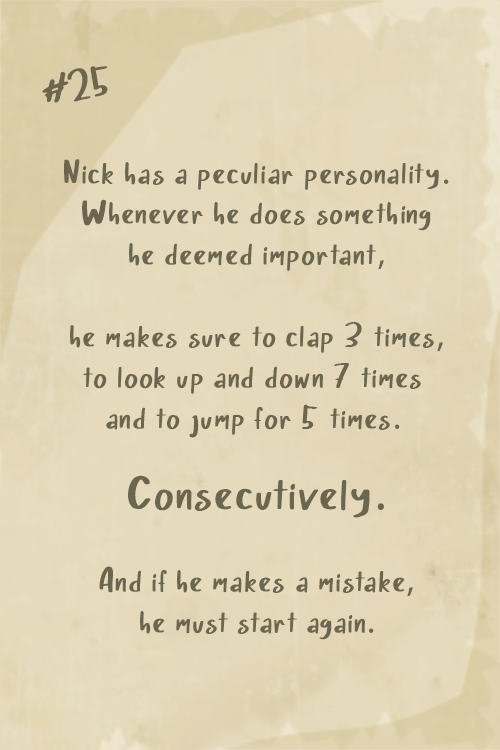 #25
Nick has a peculiar personality.
Whenever he does something
he deemed important,
he makes sure to clap 3 times,
to look up and down 7 times
and to jump for 5 times.
Consecutively.
And if he makes a mistake,
he must start again.